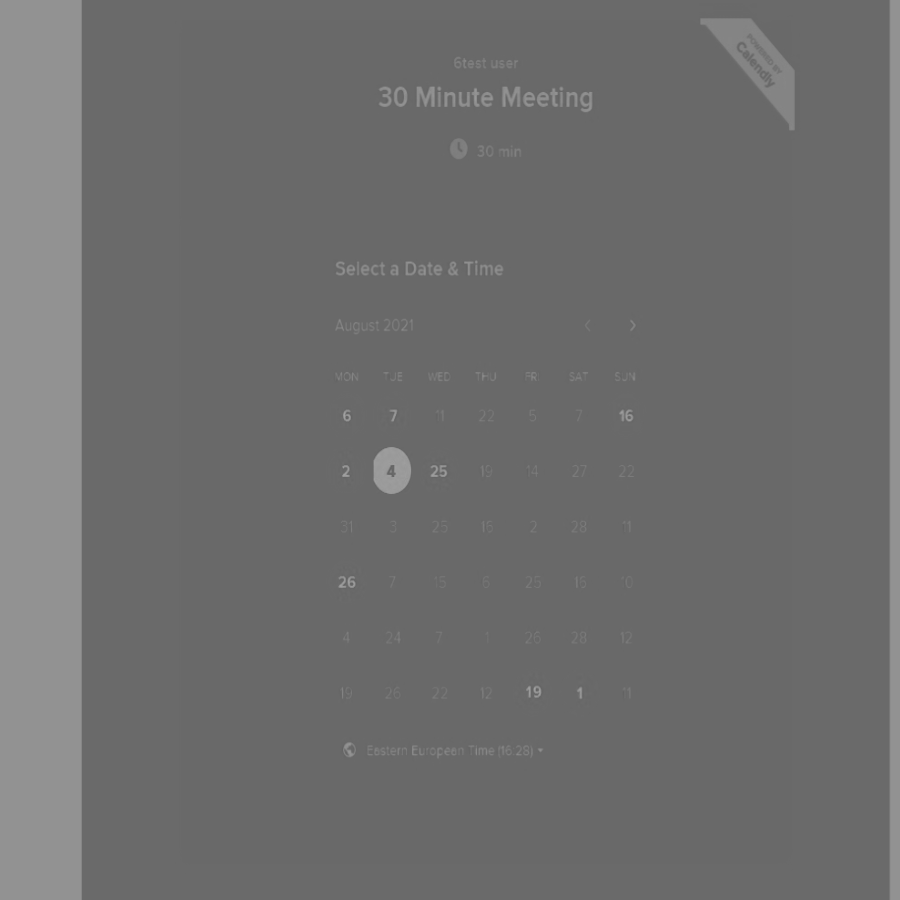 POWERED BY
Calendly
6test user
30 Minute Meeting
30 min
Select a Date & Time
August 2021
MON TUE WED THU FRI SAT SUN
6 7 11 22 5 7 16
2 4 25 19 14 27 22
31 3 25 15 2 28 11
26 7 15 6 25 15 10
4 24 7 1 26 28 12
19 26 22 12 19 1 11
Eastern European Time (16:28)